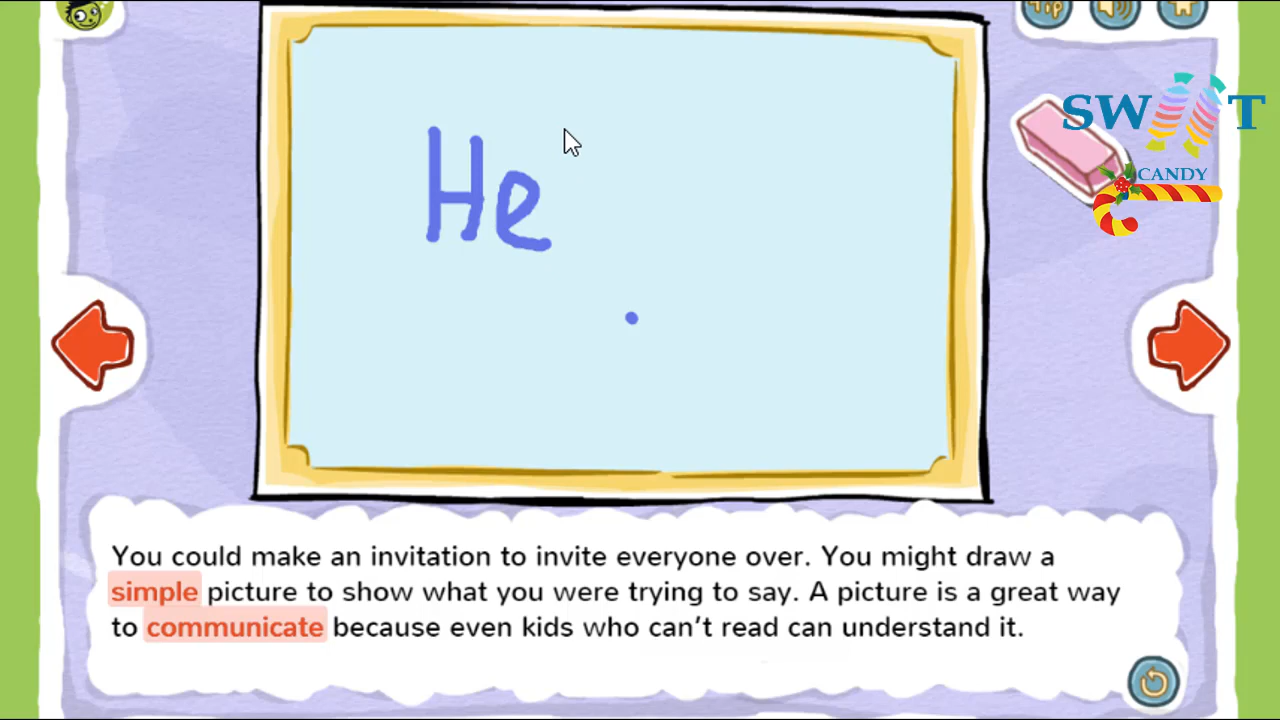 Tip
SW T
CANDY
He
You could make an invitation to invite everyone over. You might draw a
simple picture to show what you were trying to say. A picture is a great way
to communicate because even kids who can't read can understand it.